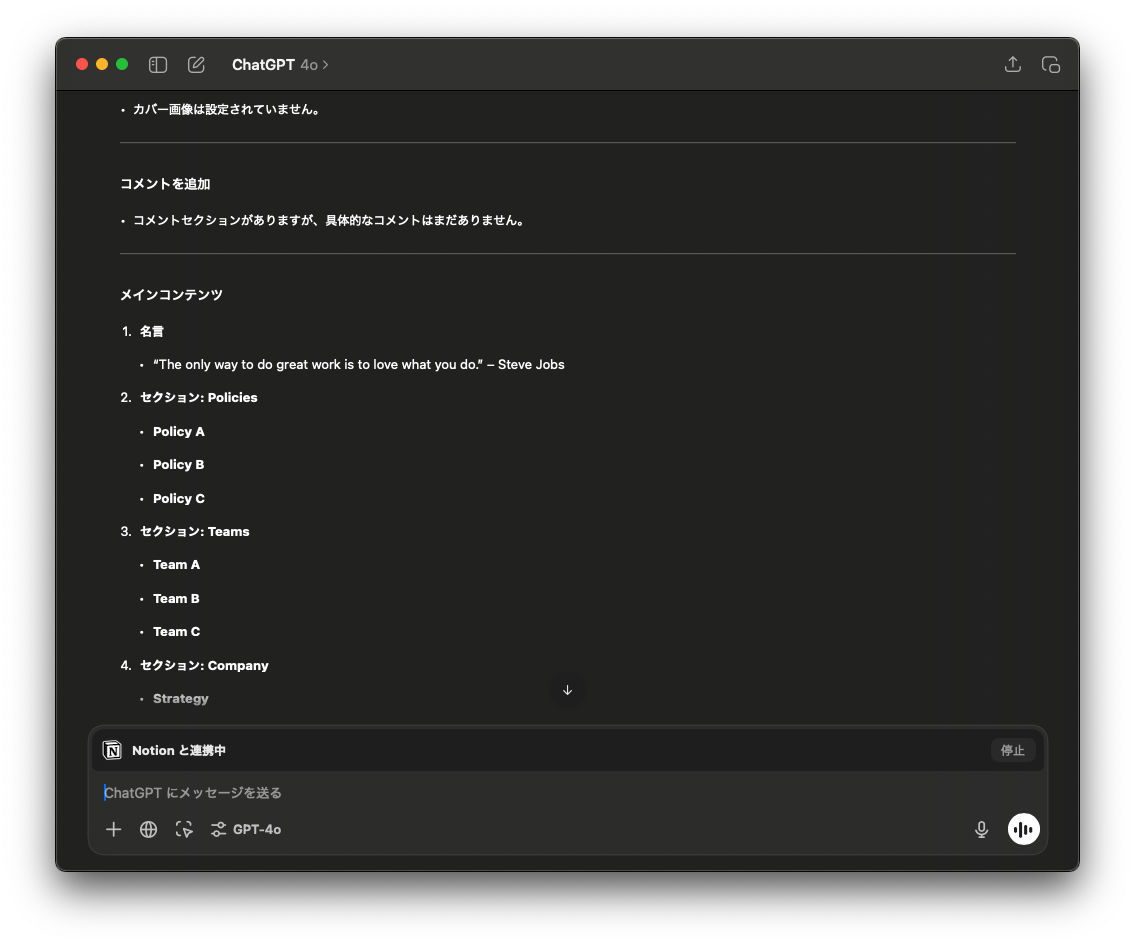 ChatGPT 4o >
• カバー画像は設定されていません。
コメントを追加
• コメントセクションがありますが、具体的なコメントはまだありません。
メインコンテンツ
1. 名言
• “The only way to do great work is to love what you do.” – Steve Jobs
2. セクション: Policies
• Policy A
• Policy B
• Policy C
3. セクション: Teams
• Team A
• Team B
• Team C
4. セクション: Company
• Strategy
Notion と連携中 停止
ChatGPT にメッセージを送る
GPT-4o